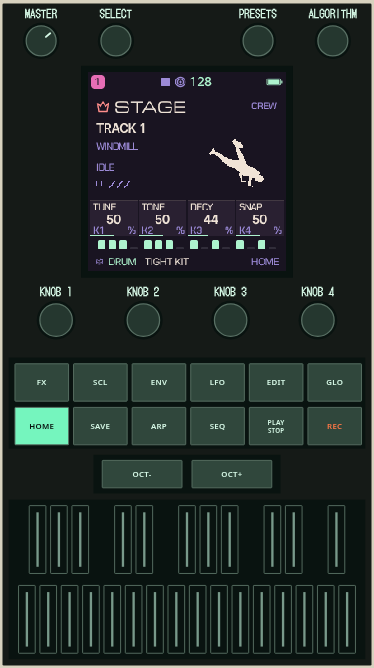 MASTER SELECT PRESETS ALGORITHM
1 128
STAGE CREW
TRACK 1
WINDMILL
IDLE
TUNE TONE DECY SNAP
50 50 44 50
K1 % K2 % K3 % K4 %
DRUM TIGHT KIT HOME
KNOB 1 KNOB 2 KNOB 3 KNOB 4
FX SCL ENV LFO EDIT GLO
HOME SAVE ARP SEQ PLAY STOP REC
OCT- OCT+